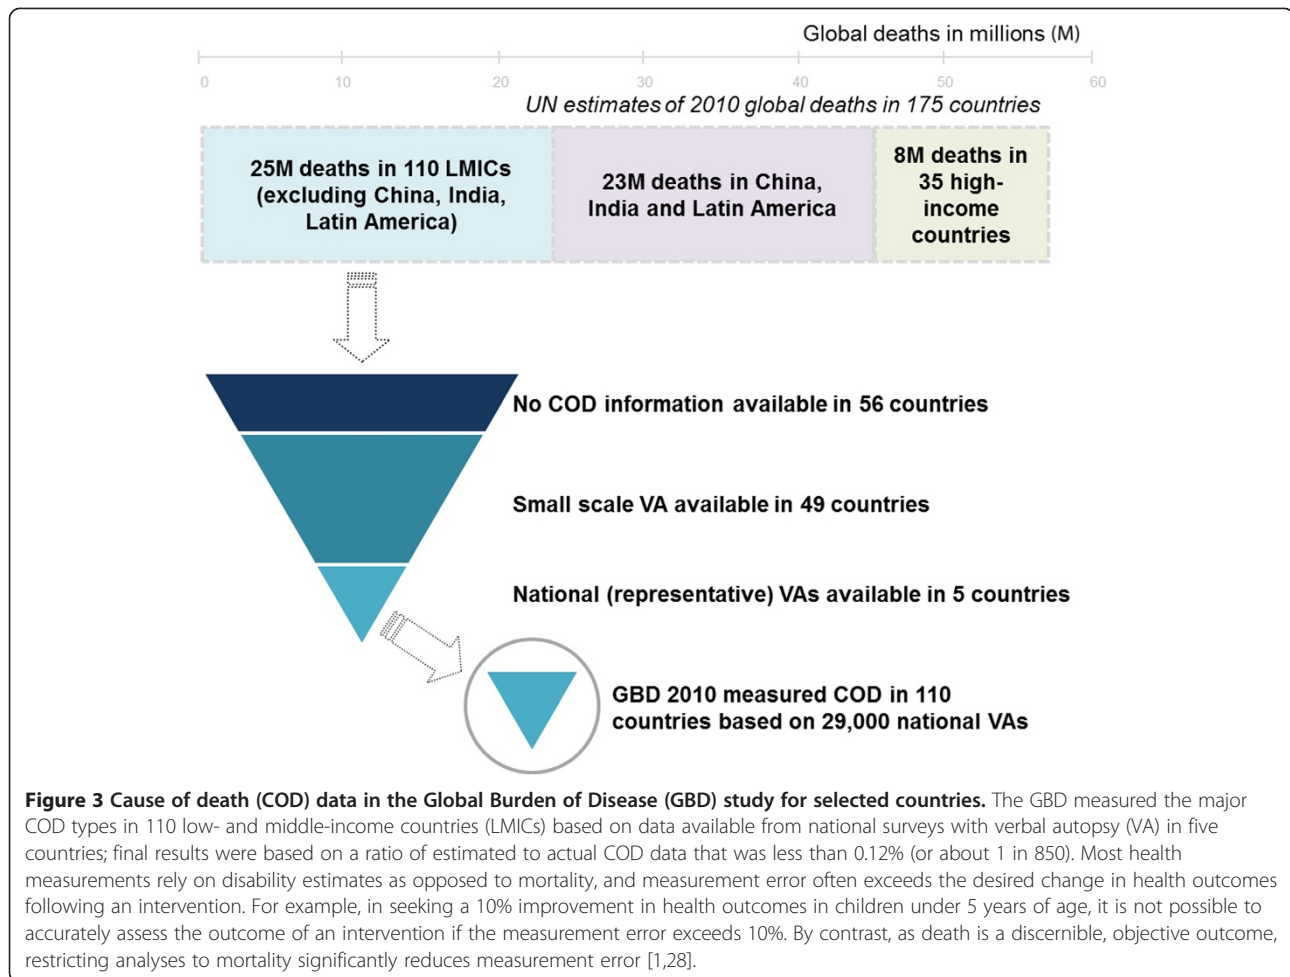 Global deaths in millions (M)
0 10 20 30 40 50 60
UN estimates of 2010 global deaths in 175 countries
25M deaths in 110 LMICs
(excluding China, India,
Latin America)
23M deaths in China,
India and Latin America
8M deaths in
35 high-
income
countries
No COD information available in 56 countries
Small scale VA available in 49 countries
National (representative) VAs available in 5 countries
GBD 2010 measured COD in 110
countries based on 29,000 national VAs
Figure 3 Cause of death (COD) data in the Global Burden of Disease (GBD) study for selected countries. The GBD measured the major
COD types in 110 low- and middle-income countries (LMICs) based on data available from national surveys with verbal autopsy (VA) in five
countries; final results were based on a ratio of estimated to actual COD data that was less than 0.12% (or about 1 in 850). Most health
measurements rely on disability estimates as opposed to mortality, and measurement error often exceeds the desired change in health outcomes
following an intervention. For example, in seeking a 10% improvement in health outcomes in children under 5 years of age, it is not possible to
accurately assess the outcome of an intervention if the measurement error exceeds 10%. By contrast, as death is a discernible, objective outcome,
restricting analyses to mortality significantly reduces measurement error [1,28].